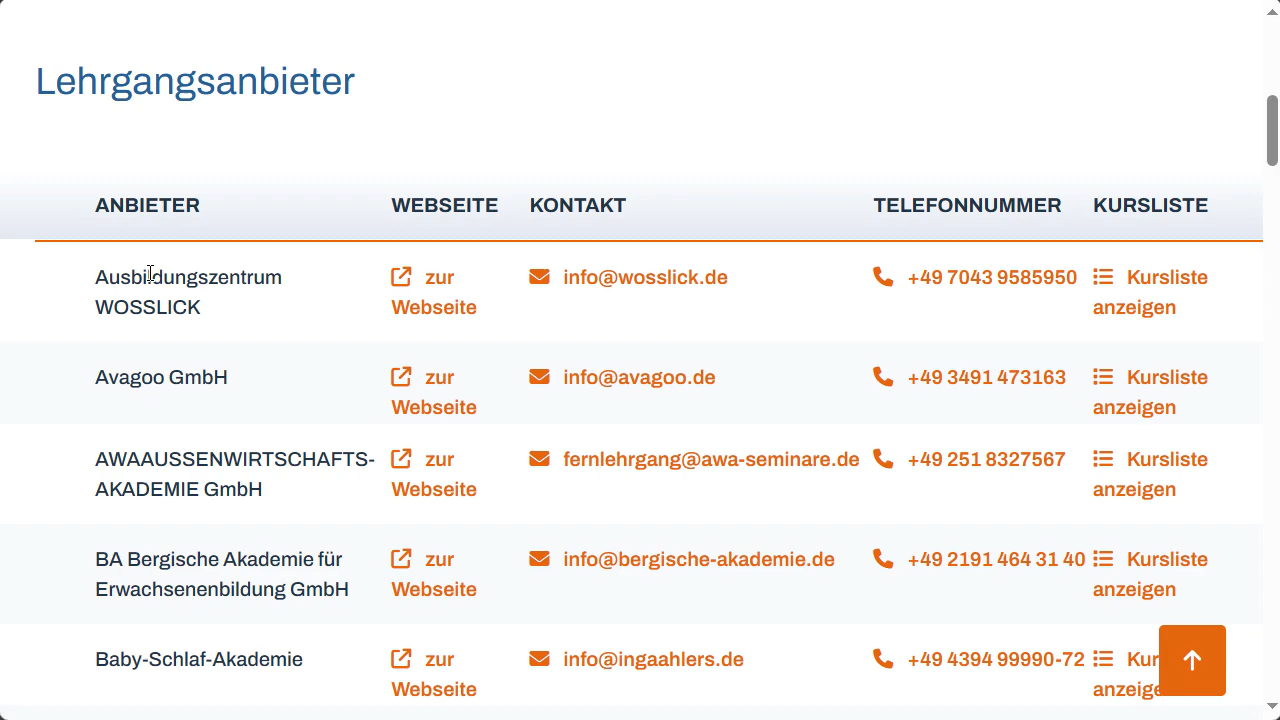 Lehrgangsanbieter
ANBIETER WEBSEITE KONTAKT TELEFONNUMMER KURSLISTE
Ausbildungszentrum zur info@wosslick.de +49 7043 9585950 Kursliste
WOSSLICK Webseite anzeigen
Avagoo GmbH zur info@avagoo.de +49 3491 473163 Kursliste
Webseite anzeigen
AWAAUSSENWIRTSCHAFTS- zur fernlehrgang@awa-seminare.de +49 251 8327567 Kursliste
AKADEMIE GmbH Webseite anzeigen
BA Bergische Akademie für zur info@bergische-akademie.de +49 2191 464 31 40 Kursliste
Erwachsenenbildung GmbH Webseite anzeigen
Baby-Schlaf-Akademie zur info@ingaahlers.de +49 4394 99990-72 Kur
Webseite anzeige